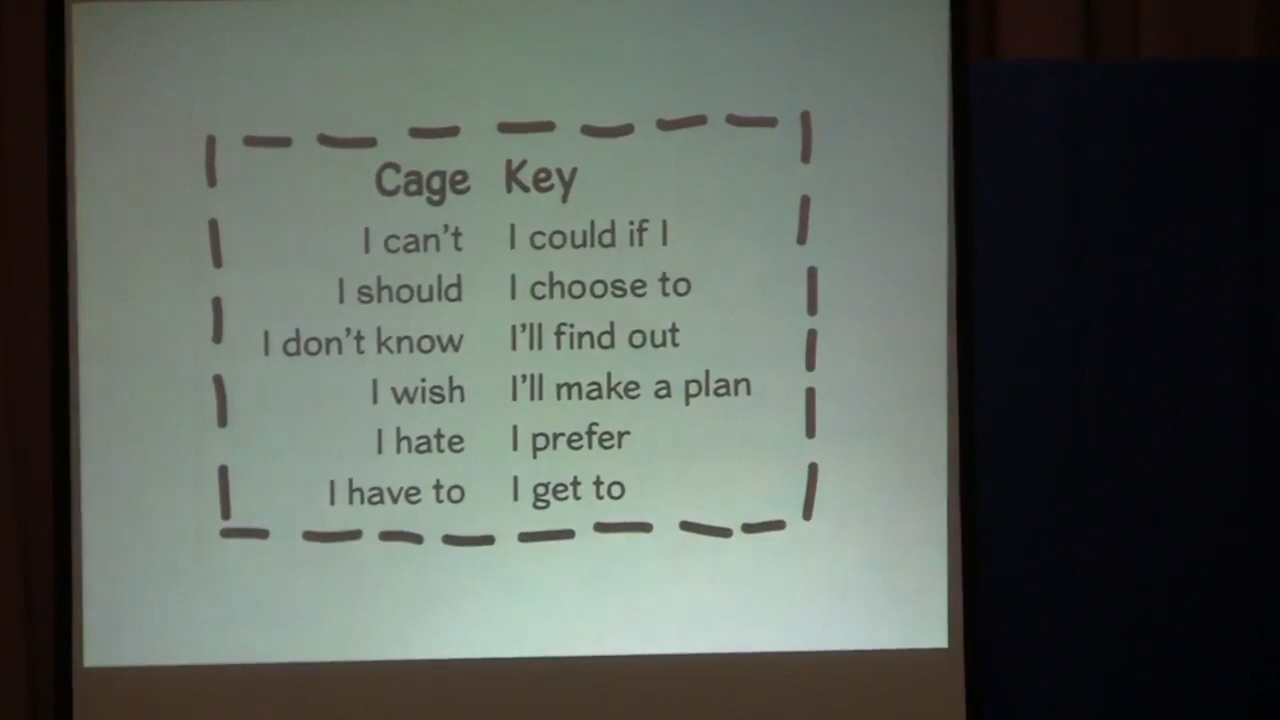 Cage Key
I can't I could if I
I should I choose to
I don't know I'll find out
I wish I'll make a plan
I hate I prefer
I have to I get to